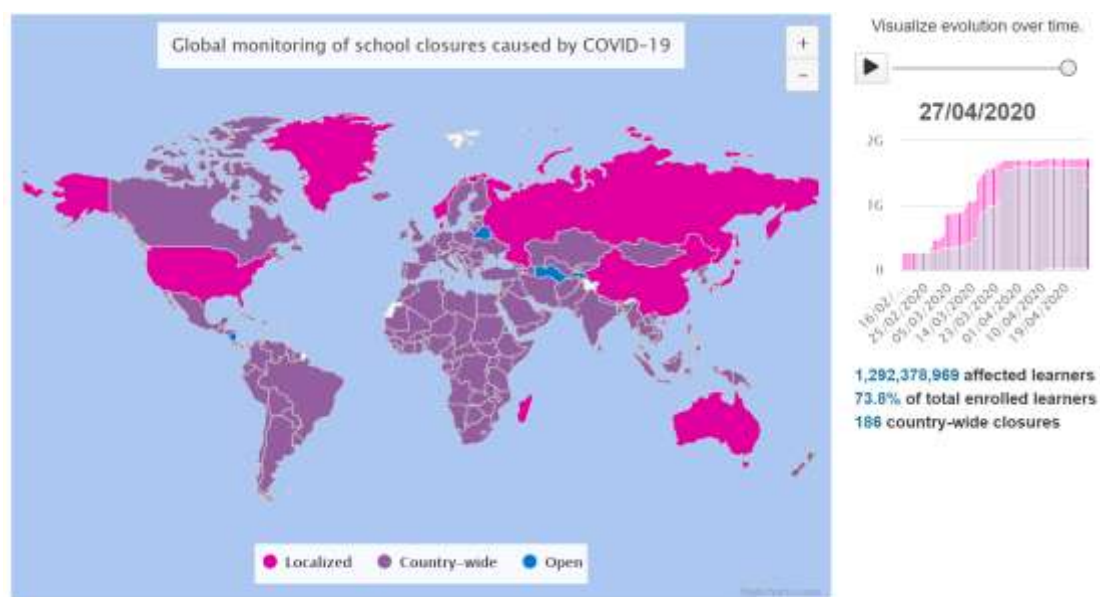 Global monitoring of school closures caused by COVID-19
+
−
Localized
Country-wide
Open
Visualize evolution over time.
27/04/2020
2G
1G
0
16/02/
25/02/2020
05/03/2020
14/03/2020
23/03/2020
01/04/2020
10/04/2020
19/04/2020
1,292,378,969 affected learners
73.8% of total enrolled learners
186 country-wide closures